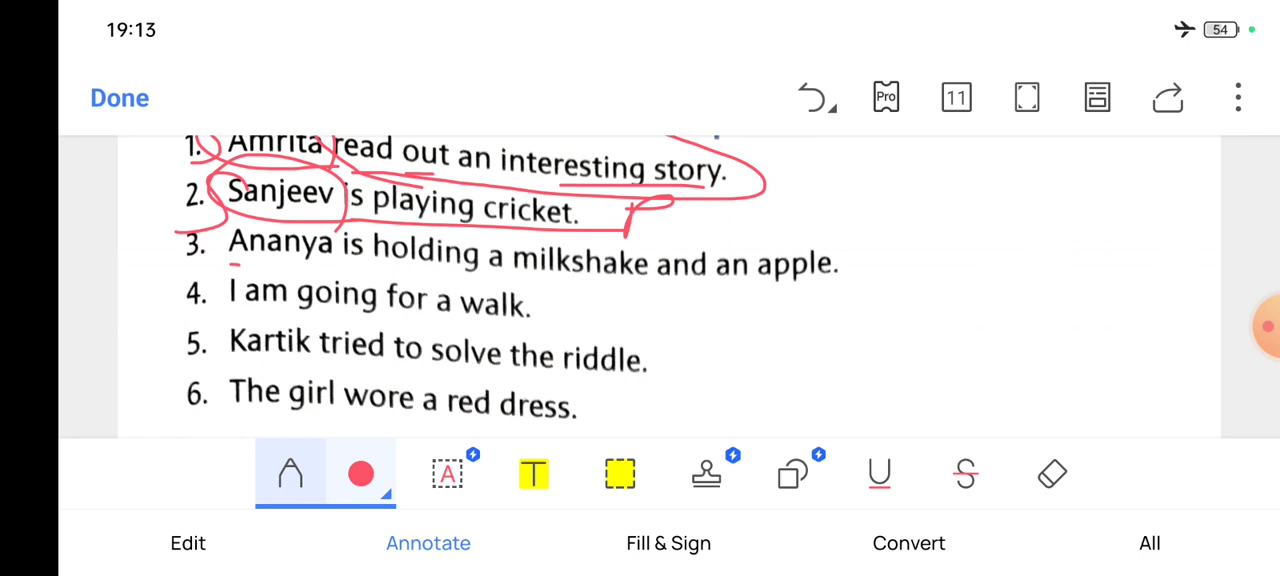 19:13
54
Done
Pro
11
1. Amrita read out an interesting story.
2. Sanjeev is playing cricket.
3. Ananya is holding a milkshake and an apple.
4. I am going for a walk.
5. Kartik tried to solve the riddle.
6. The girl wore a red dress.
A T U S
Edit Annotate Fill & Sign Convert All